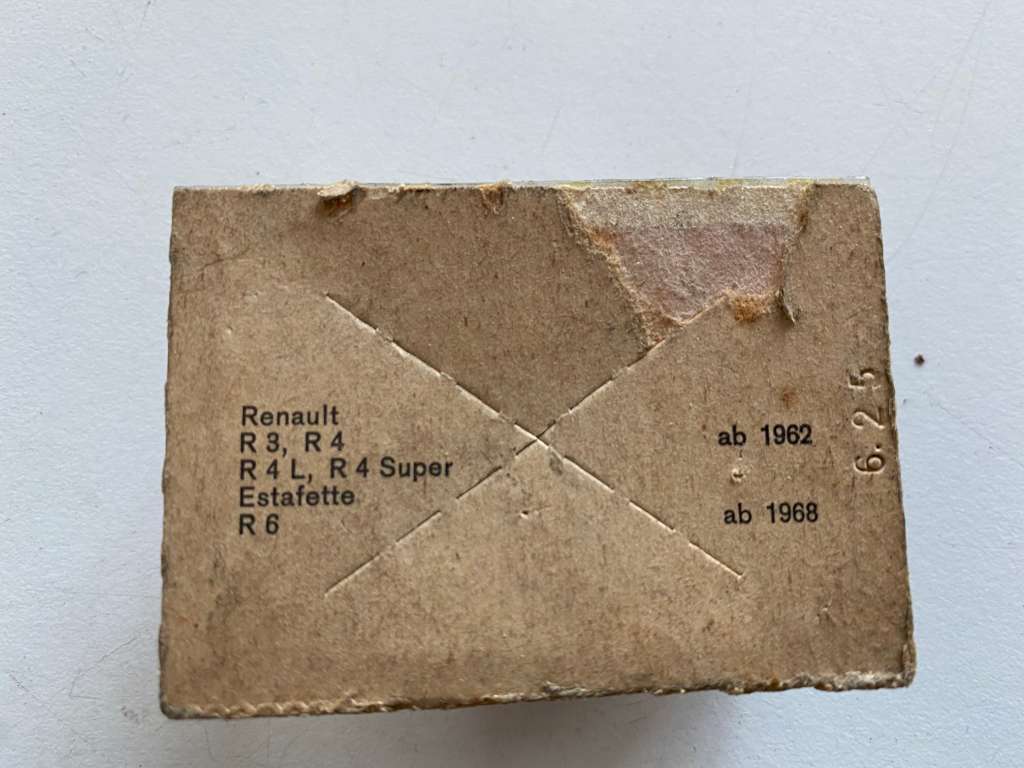 Renault
R 3, R 4 ab 1962
R 4 L, R 4 Super
Estafette
R 6 ab 1968
6.25